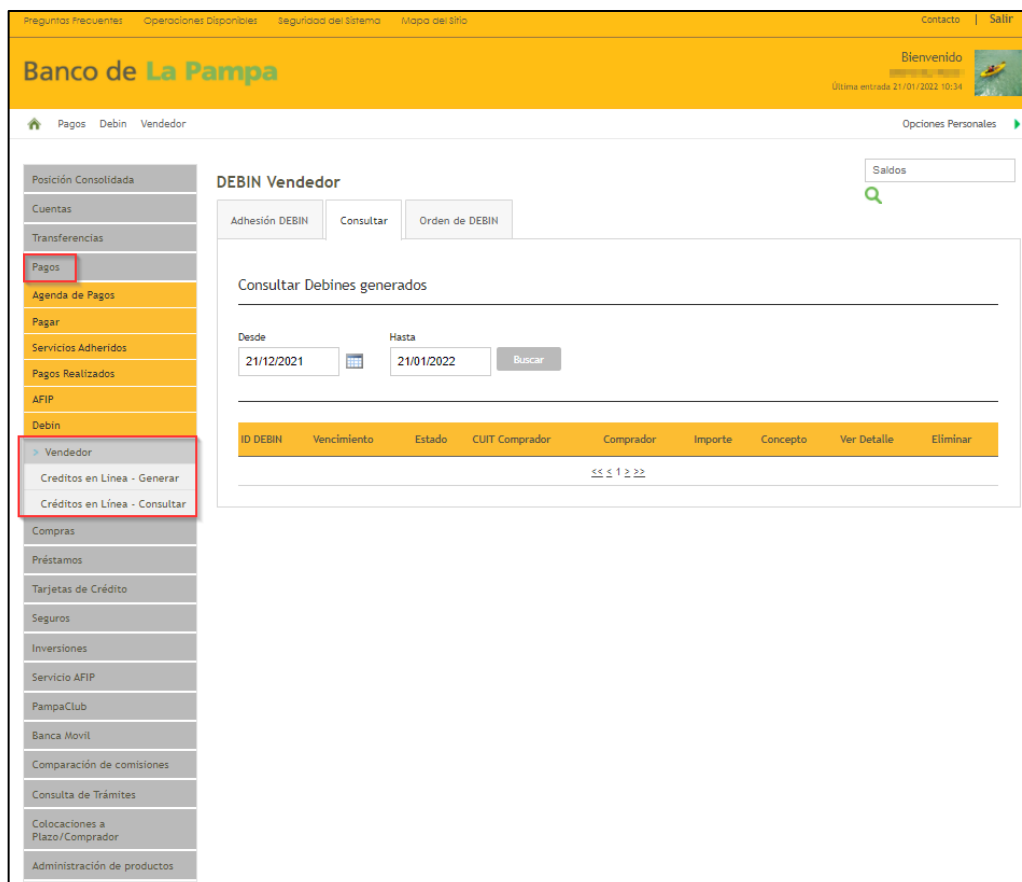 Preguntas Frecuentes Operaciones Disponibles Seguridad del Sistema Mapa del Sitio Contacto | Salir
Banco de La Pampa
Bienvenido
Última entrada 21/01/2022 10:34
Pagos Debin Vendedor Opciones Personales
Posición Consolidada
Cuentas
Transferencias
Pagos
Agenda de Pagos
Pagar
Servicios Adheridos
Pagos Realizados
AFIP
Debin
> Vendedor
Creditos en Linea - Generar
Créditos en Línea - Consultar
Compras
Préstamos
Tarjetas de Crédito
Seguros
Inversiones
Servicio AFIP
PampaClub
Banca Movil
Comparación de comisiones
Consulta de Trámites
Colocaciones a
Plazo/Comprador
Administración de productos
Saldos
DEBIN Vendedor
Adhesión DEBIN Consultar Orden de DEBIN
Consultar Debines generados
Desde Hasta
21/12/2021 21/01/2022 Buscar
ID DEBIN Vencimiento Estado CUIT Comprador Comprador Importe Concepto Ver Detalle Eliminar
<< < 1 > >>